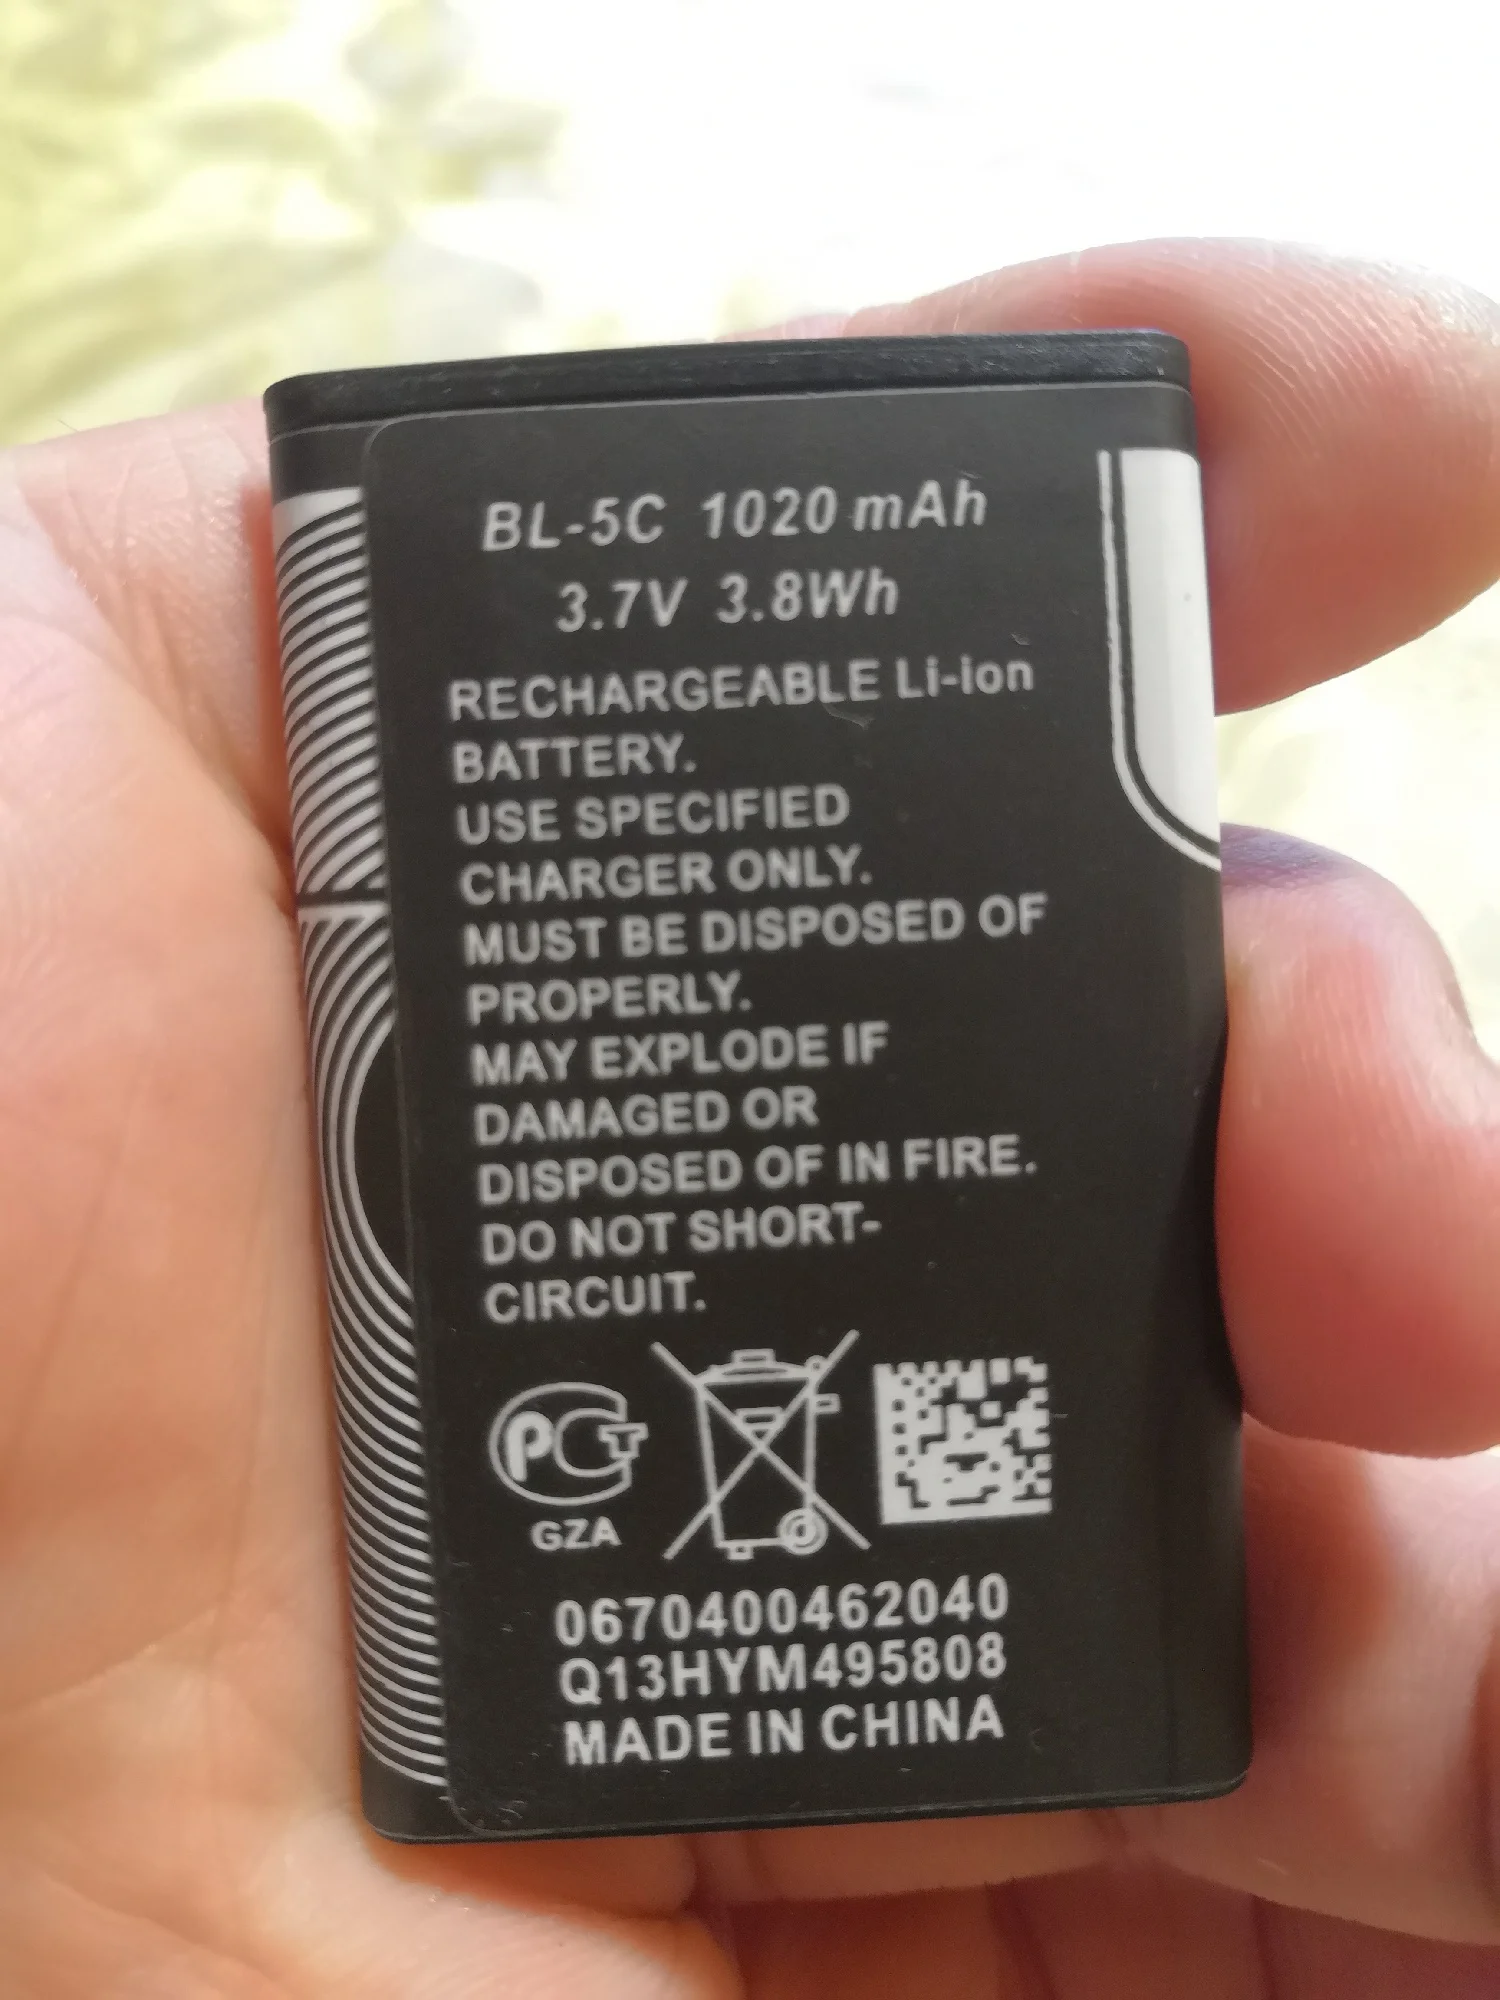 BL-5C 1020 mAh
3.7V 3.8Wh
RECHARGEABLE Li-ion
BATTERY.
USE SPECIFIED
CHARGER ONLY.
MUST BE DISPOSED OF
PROPERLY.
MAY EXPLODE IF
DAMAGED OR
DISPOSED OF IN FIRE.
DO NOT SHORT-
CIRCUIT.
PCT
GZA
0670400462040
Q13HYM495808
MADE IN CHINA